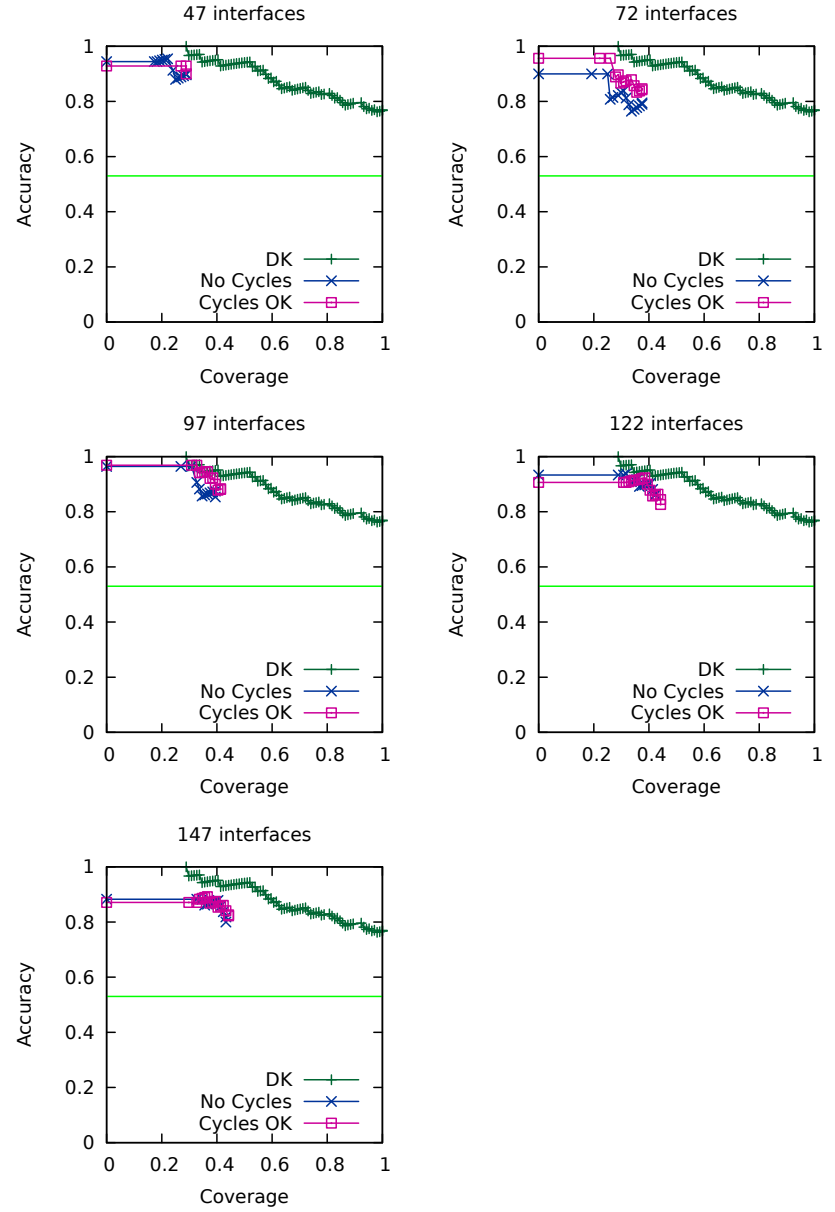 47 interfaces
1
0.8
0.6
0.4
0.2
0
0 0.2 0.4 0.6 0.8 1
Accuracy
Coverage
DK
No Cycles
Cycles OK
72 interfaces
1
0.8
0.6
0.4
0.2
0
0 0.2 0.4 0.6 0.8 1
Accuracy
Coverage
DK
No Cycles
Cycles OK
97 interfaces
1
0.8
0.6
0.4
0.2
0
0 0.2 0.4 0.6 0.8 1
Accuracy
Coverage
DK
No Cycles
Cycles OK
122 interfaces
1
0.8
0.6
0.4
0.2
0
0 0.2 0.4 0.6 0.8 1
Accuracy
Coverage
DK
No Cycles
Cycles OK
147 interfaces
1
0.8
0.6
0.4
0.2
0
0 0.2 0.4 0.6 0.8 1
Accuracy
Coverage
DK
No Cycles
Cycles OK